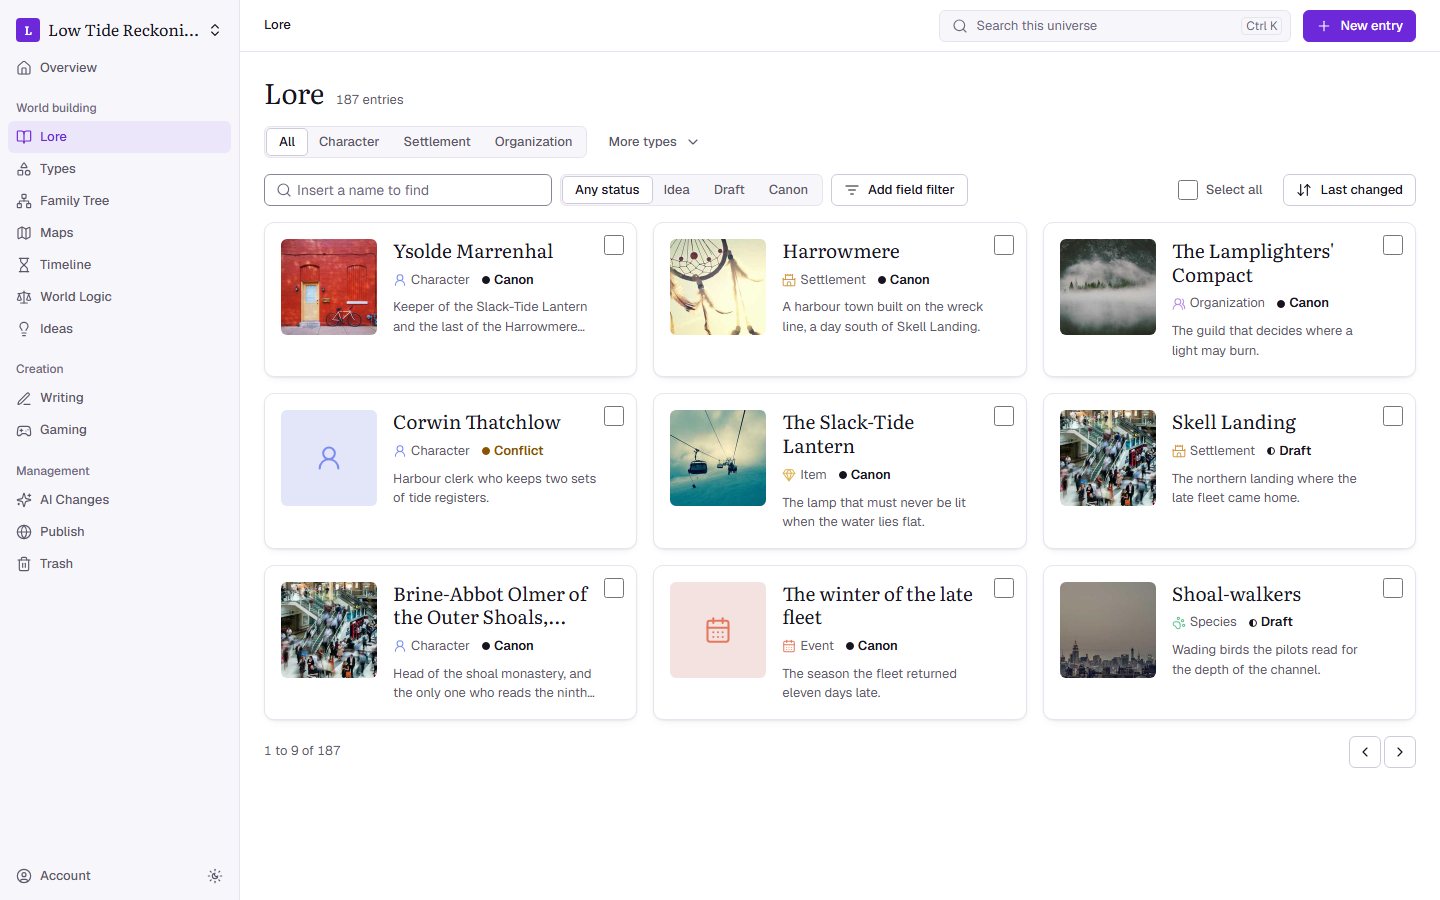 L
Low Tide Reckoni...
Overview
World building
Lore
Types
Family Tree
Maps
Timeline
World Logic
Ideas
Creation
Writing
Gaming
Management
AI Changes
Publish
Trash
Account
Lore
Search this universe
Ctrl K
New entry
Lore
187 entries
All
Character
Settlement
Organization
More types
Insert a name to find
Any status
Idea
Draft
Canon
Add field filter
Select all
Last changed
Ysolde Marrenhal
Character
Canon
Keeper of the Slack-Tide Lantern
and the last of the Harrowmere...
Harrowmere
Settlement
Canon
A harbour town built on the wreck
line, a day south of Skell Landing.
The Lamplighters'
Compact
Organization
Canon
The guild that decides where a
light may burn.
Corwin Thatchlow
Character
Conflict
Harbour clerk who keeps two sets
of tide registers.
The Slack-Tide
Lantern
Item
Canon
The lamp that must never be lit
when the water lies flat.
Skell Landing
Settlement
Draft
The northern landing where the
late fleet came home.
Brine-Abbot Olmer of
the Outer Shoals,...
Character
Canon
Head of the shoal monastery, and
the only one who reads the ninth...
The winter of the late
fleet
Event
Canon
The season the fleet returned
eleven days late.
Shoal-walkers
Species
Draft
Wading birds the pilots read for
the depth of the channel.
1 to 9 of 187